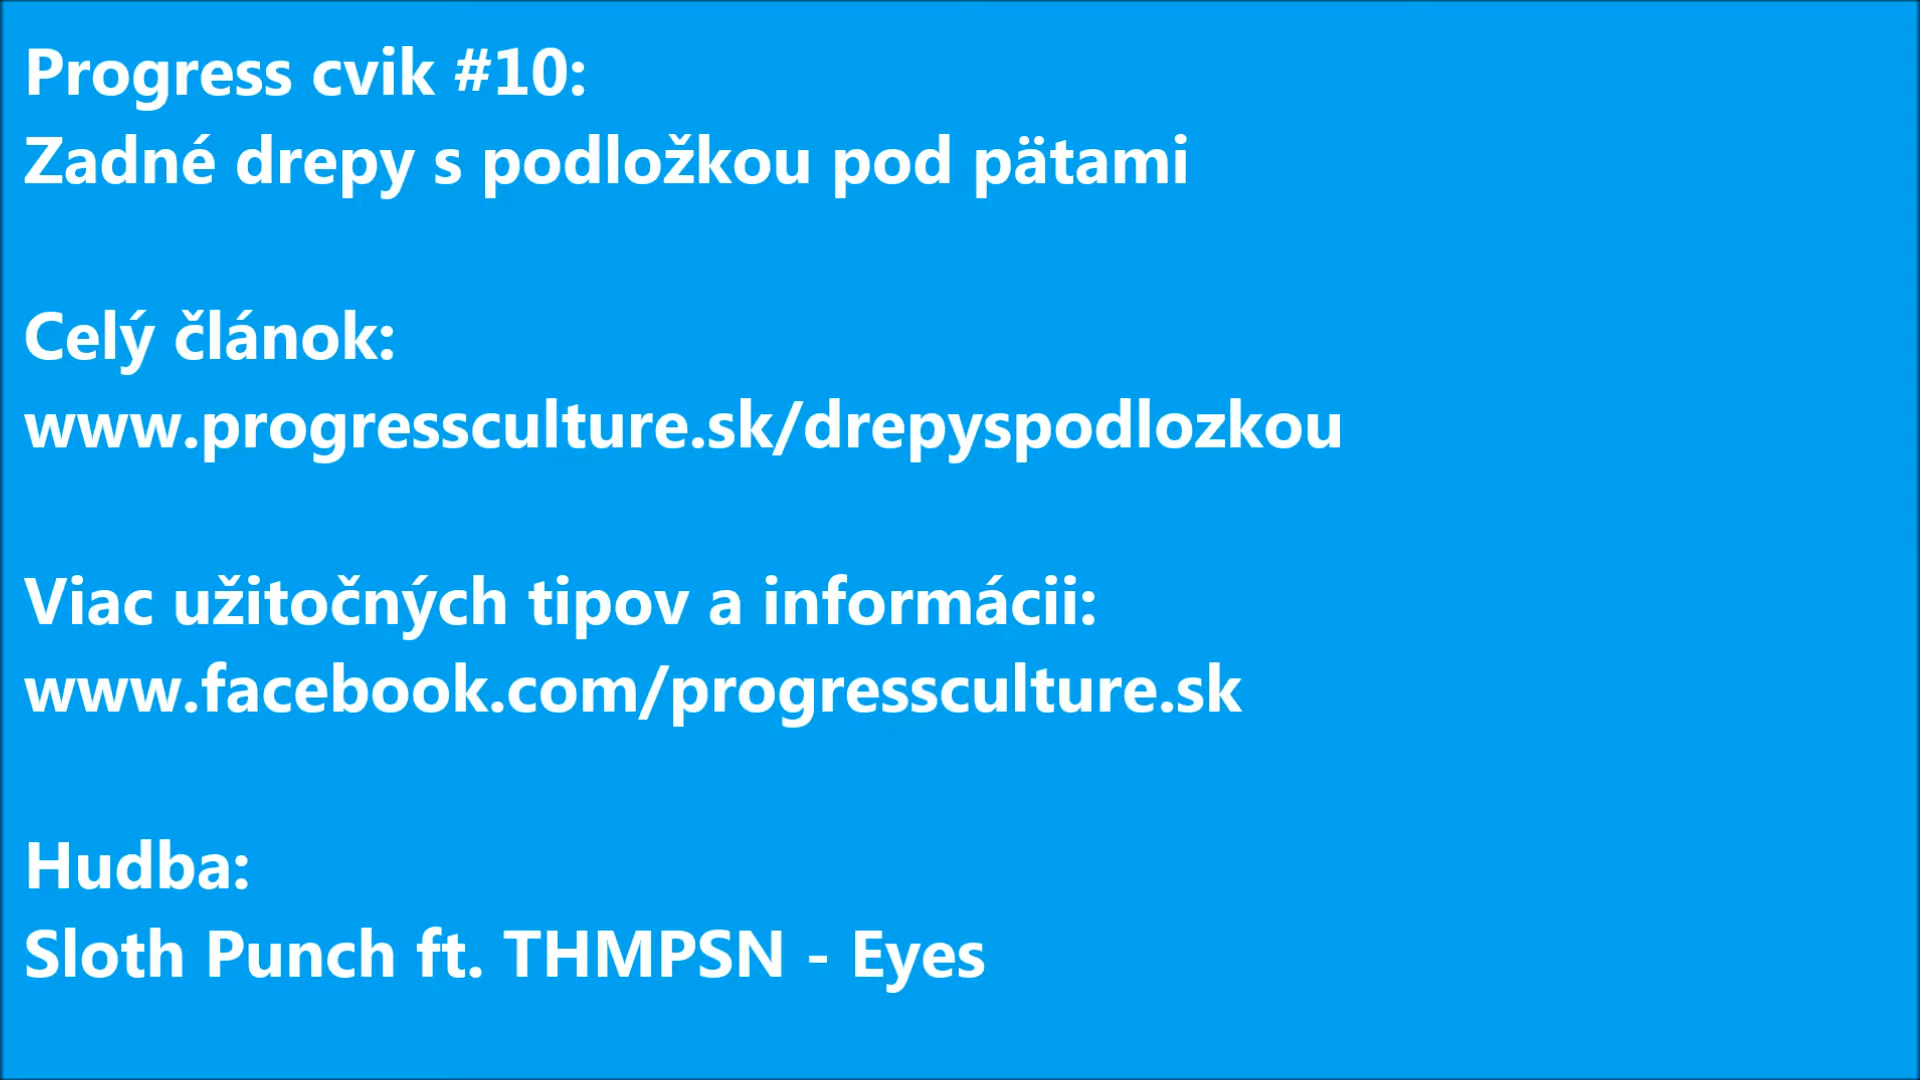 Progress cvik #10:
Zadné drepy s podložkou pod pätami
Celý článok:
www.progressculture.sk/drepyspodlozkou
Viac užitočných tipov a informácii:
www.facebook.com/progressculture.sk
Hudba:
Sloth Punch ft. THMPSN - Eyes